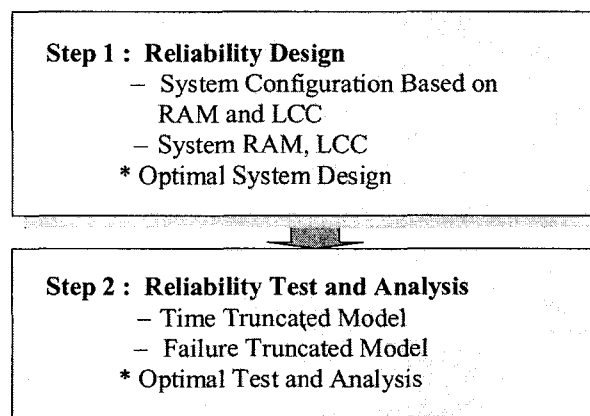 Step 1 : Reliability Design
– System Configuration Based on
RAM and LCC
– System RAM, LCC
* Optimal System Design
Step 2 : Reliability Test and Analysis
– Time Truncated Model
– Failure Truncated Model
* Optimal Test and Analysis